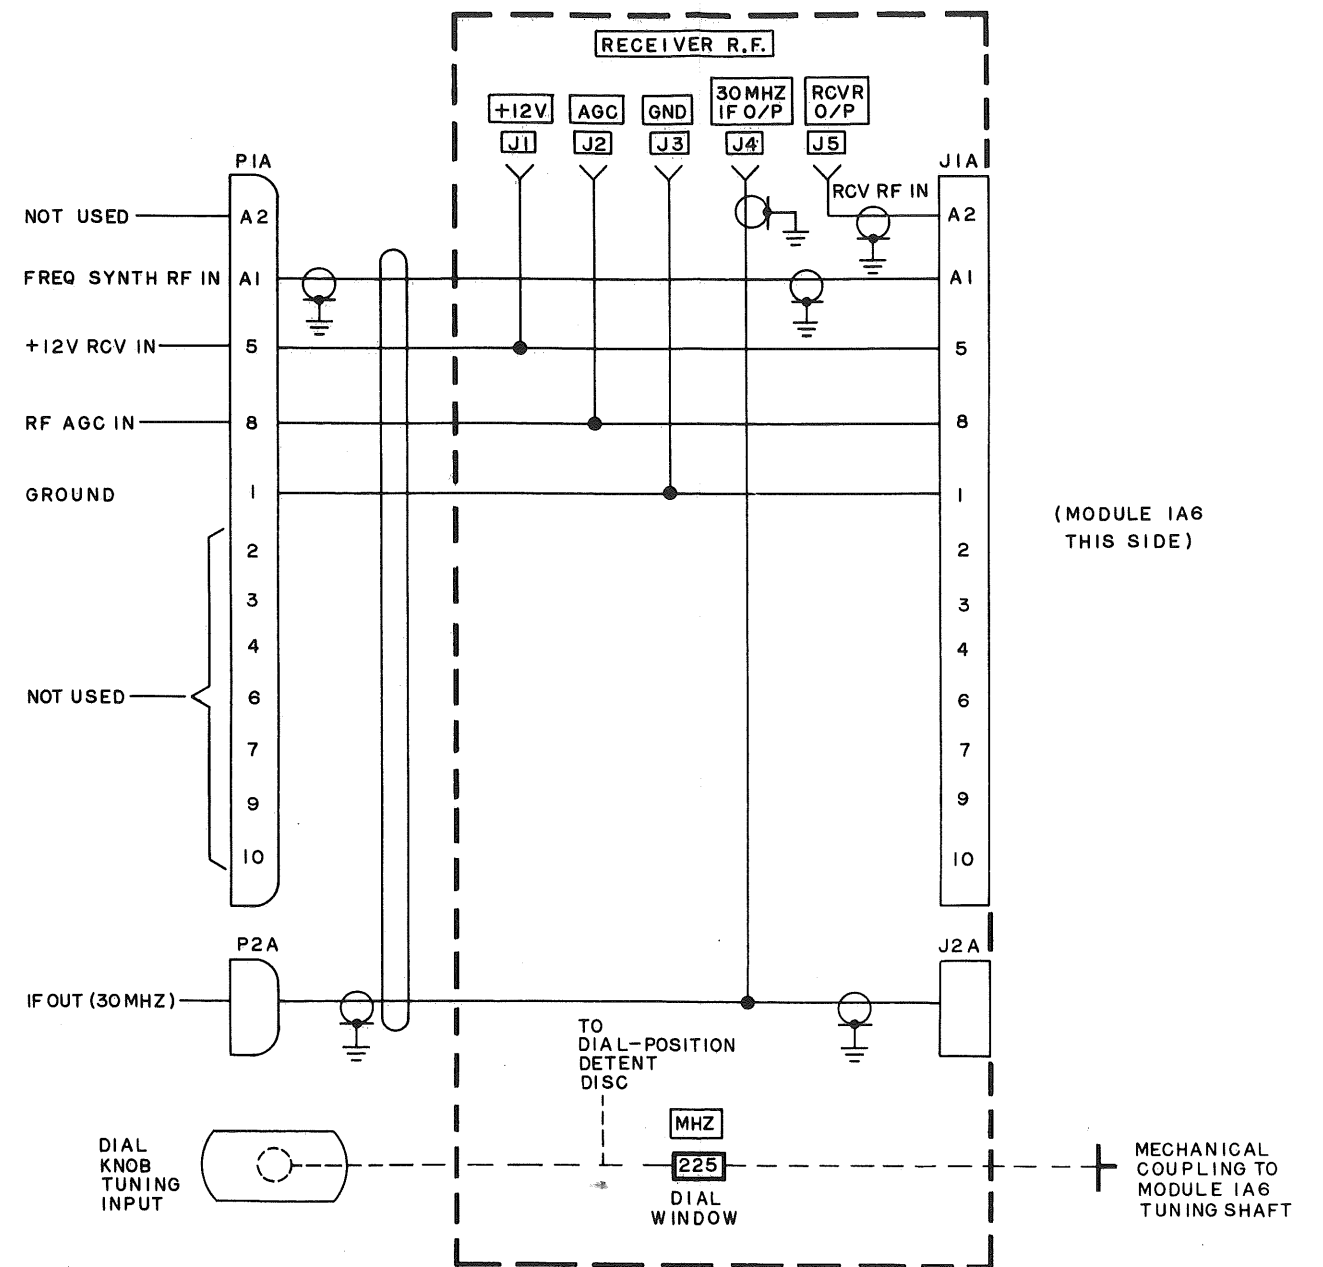 RECEIVER R.F.
+12V
AGC
GND
30MHZ
IF O/P
RCVR
O/P
J1
J2
J3
J4
J5
P1A
J1A
RCV RF IN
NOT USED
A2
A2
FREQ SYNTH RF IN
A1
A1
+12V RCV IN
5
5
RF AGC IN
8
8
GROUND
1
1
(MODULE 1A6
THIS SIDE)
2
2
3
3
4
4
NOT USED
6
6
7
7
9
9
10
10
P2A
J2A
IF OUT (30MHZ)
TO
DIAL-POSITION
DETENT
DISC
MHZ
225
DIAL
WINDOW
DIAL
KNOB
TUNING
INPUT
MECHANICAL
COUPLING TO
MODULE 1A6
TUNING SHAFT